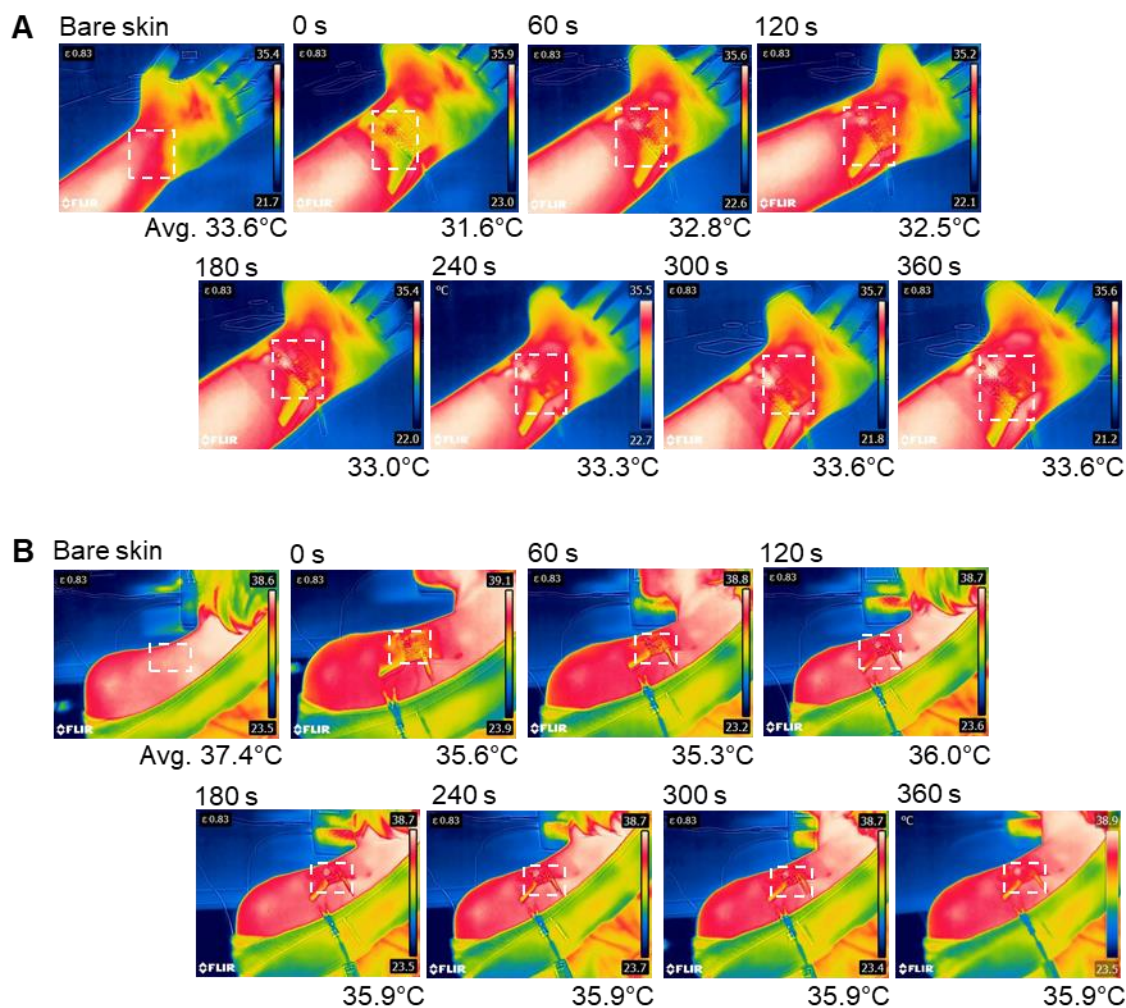 A
Bare skin
0 s
60 s
120 s
ε 0.83
35.4
ε 0.83
35.9
ε 0.83
35.6
ε 0.83
35.2
FLIR
21.7
FLIR
23.0
FLIR
22.6
FLIR
22.1
Avg. 33.6°C
31.6°C
32.8°C
32.5°C
180 s
240 s
300 s
360 s
ε 0.83
35.4
°C
35.5
ε 0.83
35.7
ε 0.83
35.6
FLIR
22.0
FLIR
22.7
FLIR
21.8
FLIR
21.2
33.0°C
33.3°C
33.6°C
33.6°C
B
Bare skin
0 s
60 s
120 s
ε 0.83
38.6
ε 0.83
39.1
ε 0.83
38.8
ε 0.83
38.7
FLIR
23.5
FLIR
23.9
FLIR
23.2
FLIR
23.6
Avg. 37.4°C
35.6°C
35.3°C
36.0°C
180 s
240 s
300 s
360 s
ε 0.83
38.7
ε 0.83
38.7
ε 0.83
38.7
°C
38.9
FLIR
23.5
FLIR
23.7
FLIR
23.4
FLIR
23.5
35.9°C
35.9°C
35.9°C
35.9°C